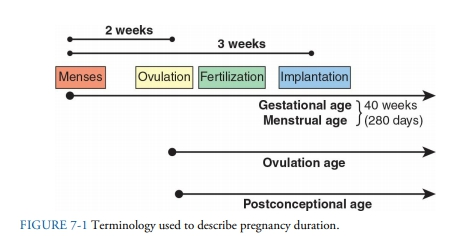 2 weeks
3 weeks
Menses
Ovulation
Fertilization
Implantation
Gestational age
Menstrual age
40 weeks
(280 days)
Ovulation age
Postconceptional age
FIGURE 7-1 Terminology used to describe pregnancy duration.